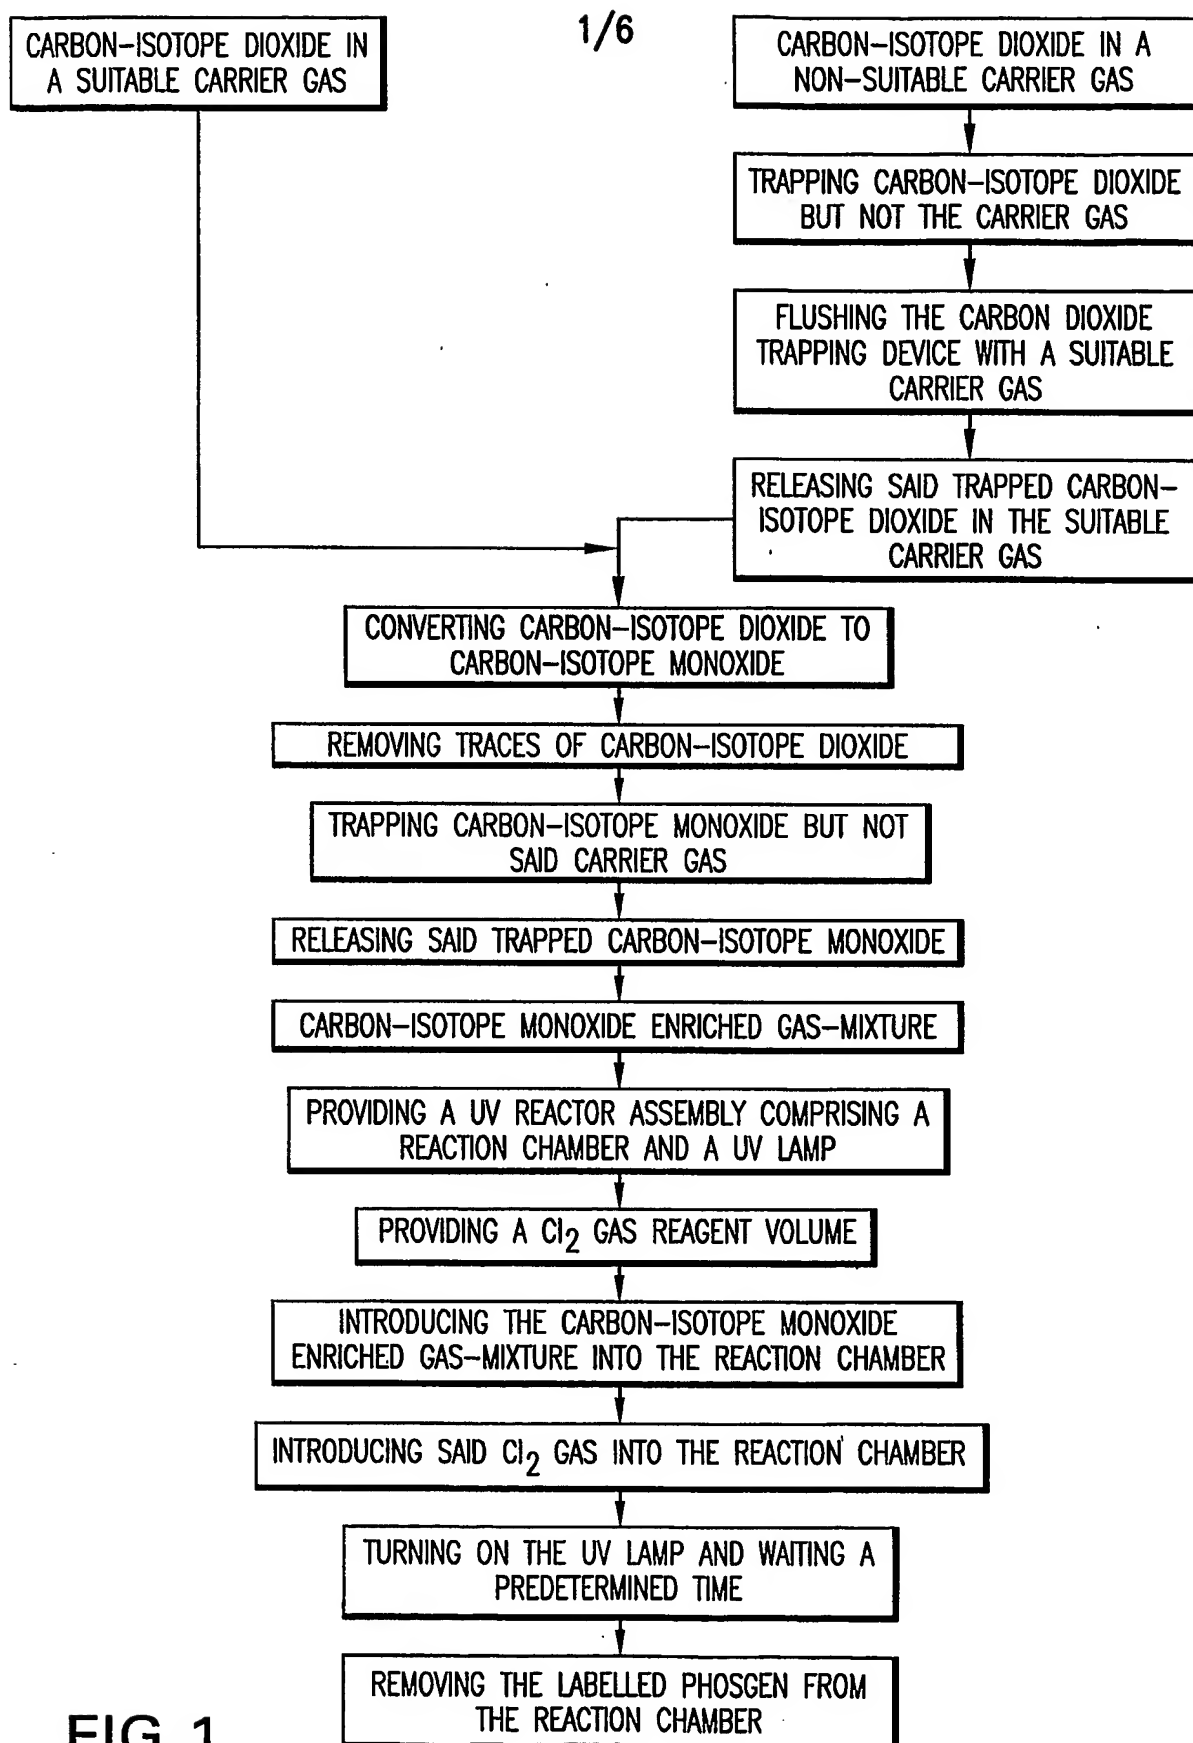 1/6
CARBON-ISOTOPE DIOXIDE IN
A SUITABLE CARRIER GAS
CARBON-ISOTOPE DIOXIDE IN A
NON-SUITABLE CARRIER GAS
TRAPPING CARBON-ISOTOPE DIOXIDE
BUT NOT THE CARRIER GAS
FLUSHING THE CARBON DIOXIDE
TRAPPING DEVICE WITH A SUITABLE
CARRIER GAS
RELEASING SAID TRAPPED CARBON-
ISOTOPE DIOXIDE IN THE SUITABLE
CARRIER GAS
CONVERTING CARBON-ISOTOPE DIOXIDE TO
CARBON-ISOTOPE MONOXIDE
REMOVING TRACES OF CARBON-ISOTOPE DIOXIDE
TRAPPING CARBON-ISOTOPE MONOXIDE BUT NOT
SAID CARRIER GAS
RELEASING SAID TRAPPED CARBON-ISOTOPE MONOXIDE
CARBON-ISOTOPE MONOXIDE ENRICHED GAS-MIXTURE
PROVIDING A UV REACTOR ASSEMBLY COMPRISING A
REACTION CHAMBER AND A UV LAMP
PROVIDING A Cl2 GAS REAGENT VOLUME
INTRODUCING THE CARBON-ISOTOPE MONOXIDE
ENRICHED GAS-MIXTURE INTO THE REACTION CHAMBER
INTRODUCING SAID Cl2 GAS INTO THE REACTION CHAMBER
TURNING ON THE UV LAMP AND WAITING A
PREDETERMINED TIME
REMOVING THE LABELLED PHOSGEN FROM
THE REACTION CHAMBER
FIG 1